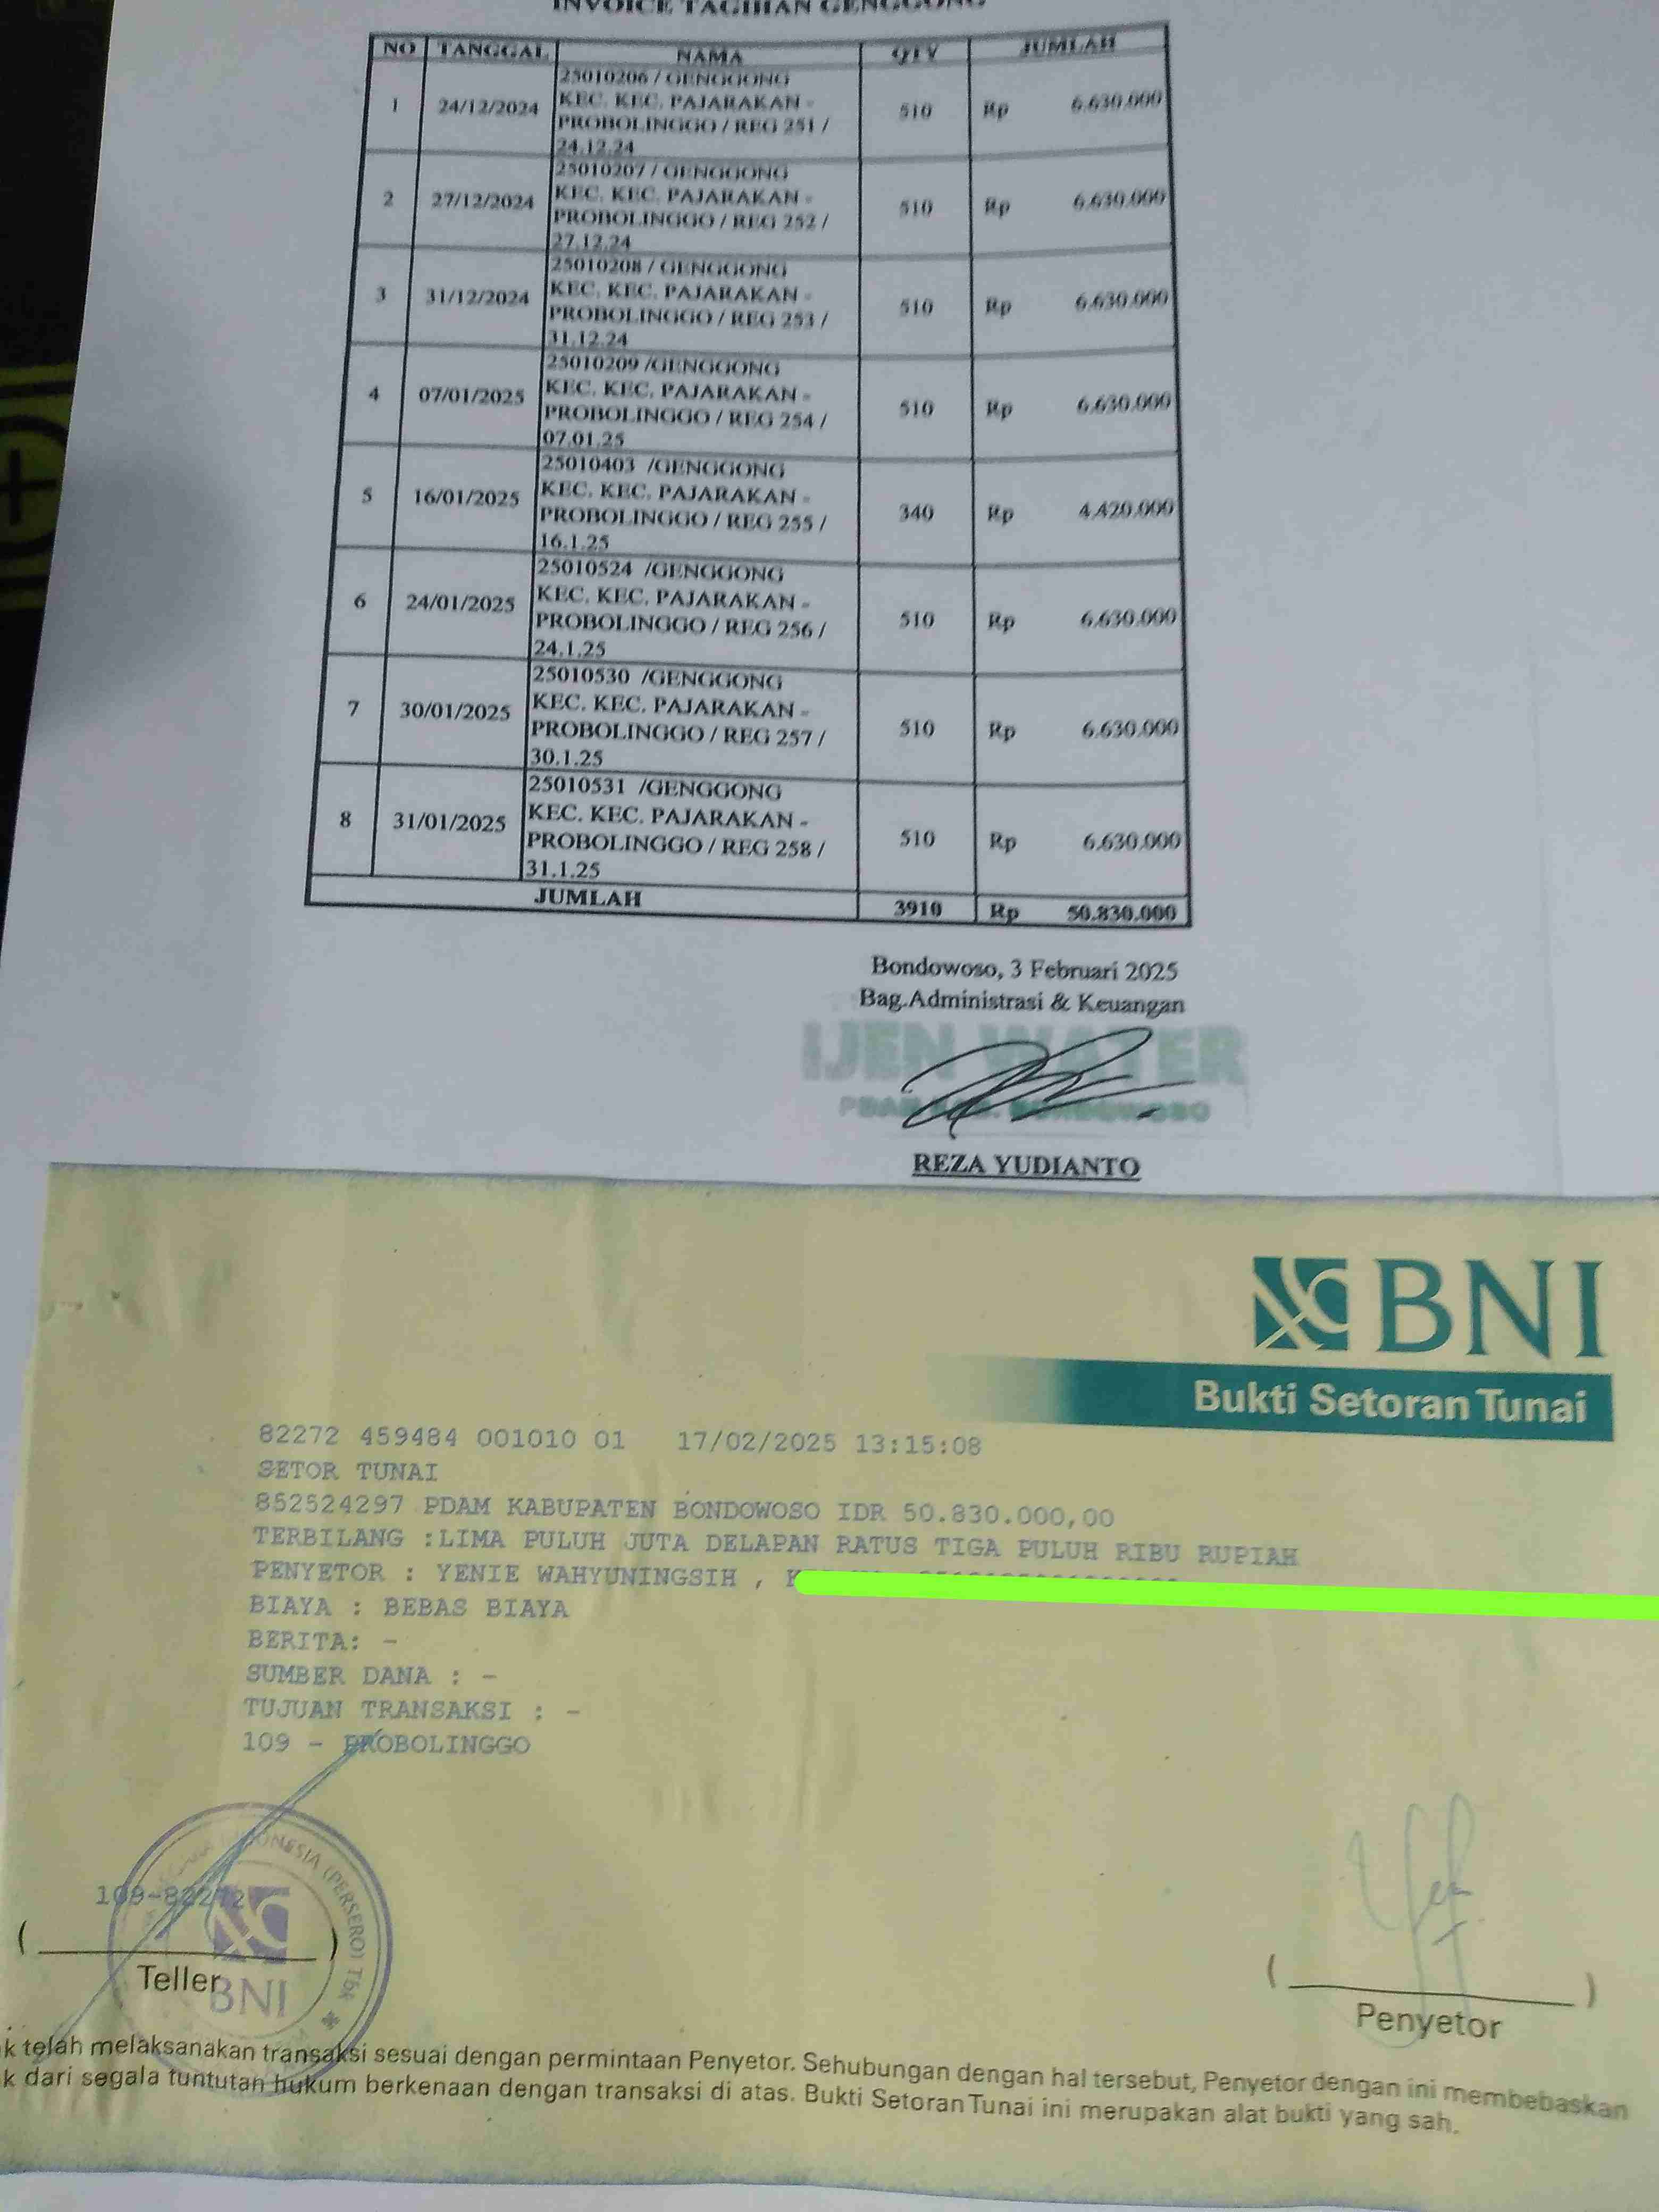 INVOICE TAGIHAN GENGGONG
NO TANGGAL NAMA QTY JUMLAH
25010206 / GENGGONG
1 24/12/2024 KEC. KEC. PAJARAKAN - 510 Rp 6.630.000
PROBOLINGGO / REG 251 /
24.12.24
25010207 / GENGGONG
2 27/12/2024 KEC. KEC. PAJARAKAN - 510 Rp 6.630.000
PROBOLINGGO / REG 252 /
27.12.24
25010208 / GENGGONG
3 31/12/2024 KEC. KEC. PAJARAKAN - 510 Rp 6.630.000
PROBOLINGGO / REG 253 /
31.12.24
25010209 /GENGGONG
4 07/01/2025 KEC. KEC. PAJARAKAN - 510 Rp 6.630.000
PROBOLINGGO / REG 254 /
07.01.25
25010403 /GENGGONG
5 16/01/2025 KEC. KEC. PAJARAKAN - 340 Rp 4.420.000
PROBOLINGGO / REG 255 /
16.1.25
25010524 /GENGGONG
6 24/01/2025 KEC. KEC. PAJARAKAN - 510 Rp 6.630.000
PROBOLINGGO / REG 256 /
24.1.25
25010530 /GENGGONG
7 30/01/2025 KEC. KEC. PAJARAKAN - 510 Rp 6.630.000
PROBOLINGGO / REG 257 /
30.1.25
25010531 /GENGGONG
8 31/01/2025 KEC. KEC. PAJARAKAN - 510 Rp 6.630.000
PROBOLINGGO / REG 258 /
31.1.25
JUMLAH 3910 Rp 50.830.000
Bondowoso, 3 Februari 2025
Bag.Administrasi & Keuangan
IJEN WATER
PDAM KAB. BONDOWOSO
REZA YUDIANTO
BNI
Bukti Setoran Tunai
82272 459484 001010 01 17/02/2025 13:15:08
SETOR TUNAI
852524297 PDAM KABUPATEN BONDOWOSO IDR 50.830.000,00
TERBILANG :LIMA PULUH JUTA DELAPAN RATUS TIGA PULUH RIBU RUPIAH
PENYETOR : YENIE WAHYUNINGSIH ,
BIAYA : BEBAS BIAYA
BERITA: -
SUMBER DANA : -
TUJUAN TRANSAKSI : -
109 - PROBOLINGGO
INDONESIA (PERSERO) Tbk
109-82272
BNI
( )
Teller
( )
Penyetor
k telah melaksanakan transaksi sesuai dengan permintaan Penyetor. Sehubungan dengan hal tersebut, Penyetor dengan ini membebaskan
k dari segala tuntutan hukum berkenaan dengan transaksi di atas. Bukti Setoran Tunai ini merupakan alat bukti yang sah.